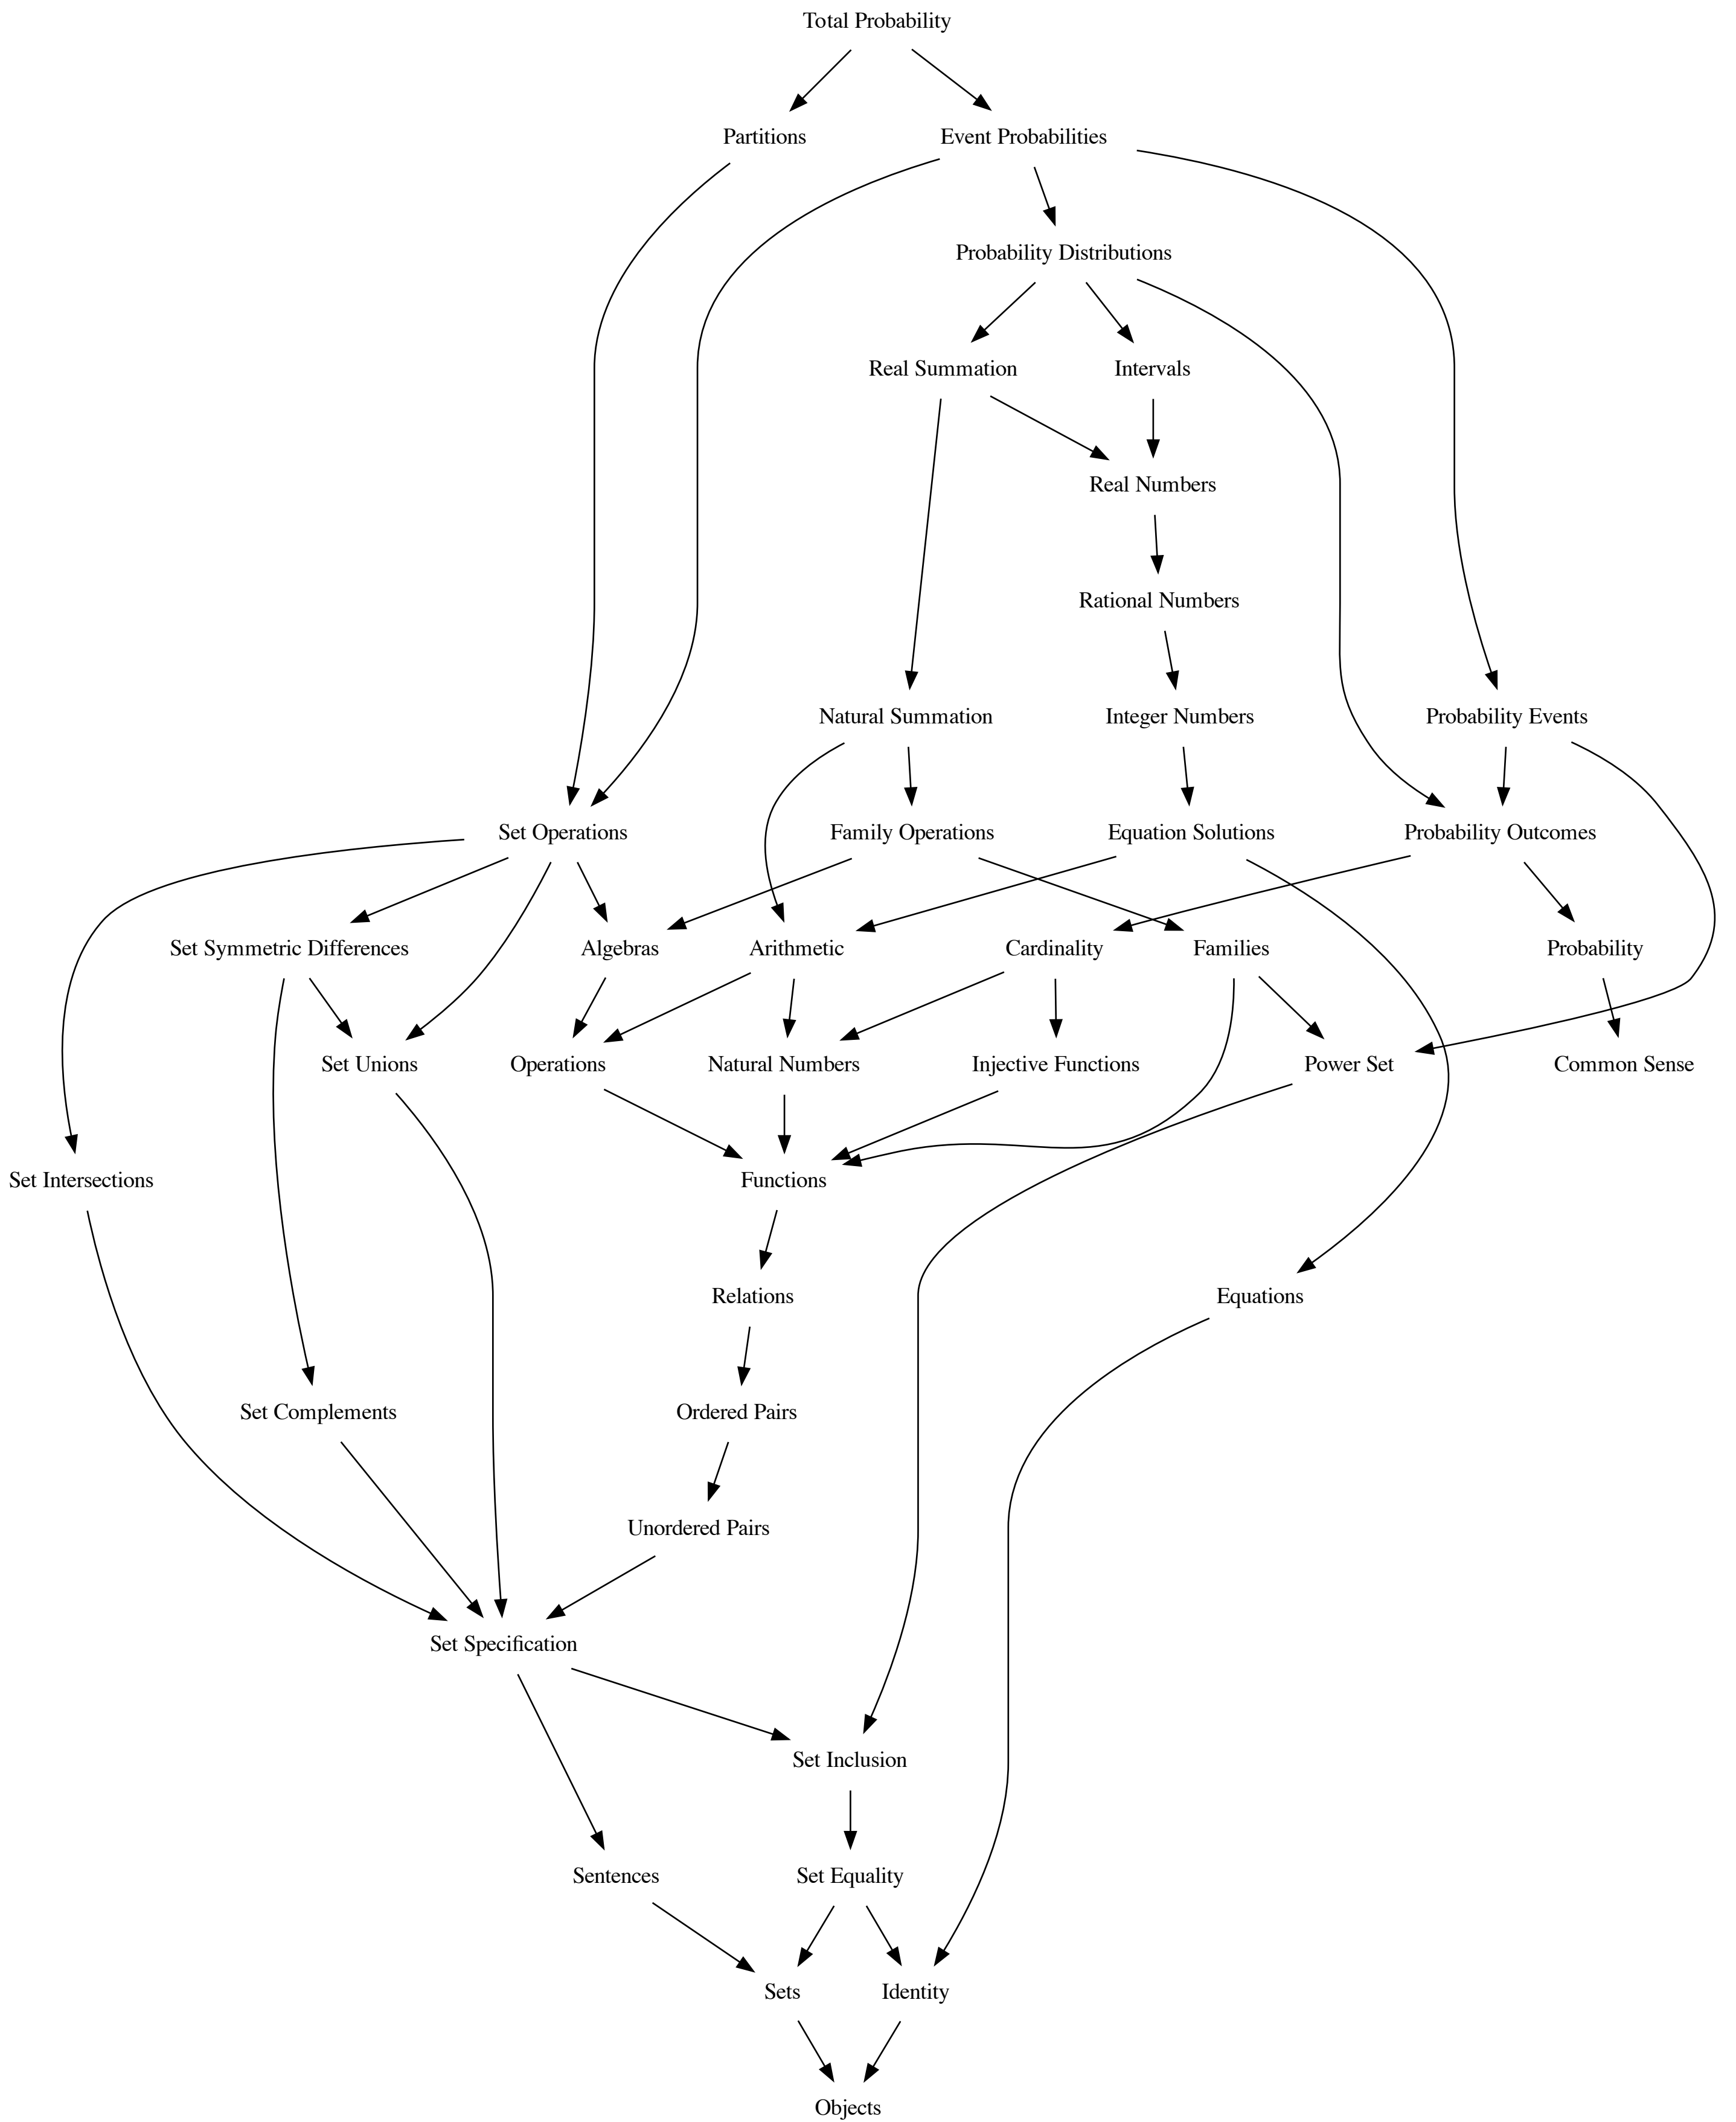 Total Probability
Partitions
Event Probabilities
Probability Distributions
Real Summation
Intervals
Real Numbers
Rational Numbers
Natural Summation
Integer Numbers
Probability Events
Set Operations
Family Operations
Equation Solutions
Probability Outcomes
Set Symmetric Differences
Algebras
Arithmetic
Cardinality
Families
Probability
Set Unions
Operations
Natural Numbers
Injective Functions
Power Set
Common Sense
Set Intersections
Functions
Relations
Equations
Set Complements
Ordered Pairs
Unordered Pairs
Set Specification
Set Inclusion
Sentences
Set Equality
Sets
Identity
Objects